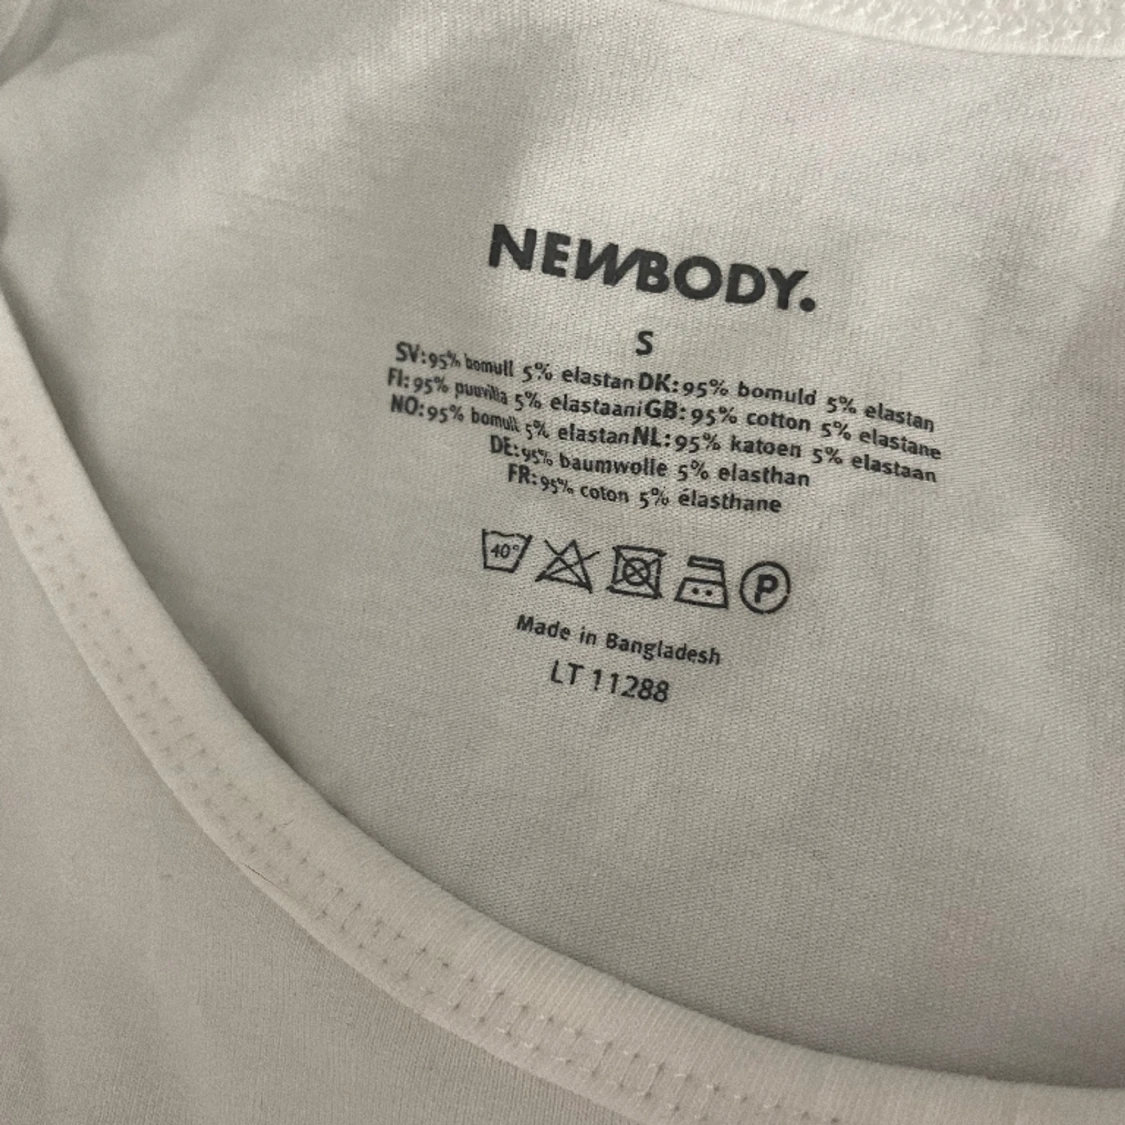 NEWBODY.
S
SV:95% bomull 5% elastan DK:95% bomuld 5% elastan
FI:95% puuvilla 5% elastaani GB:95% cotton 5% elastane
NO:95% bomull 5% elastan NL:95% katoen 5% elastaan
DE:95% baumwolle 5% elasthan
FR:95% coton 5% élasthane
40° P
Made in Bangladesh
LT 11288